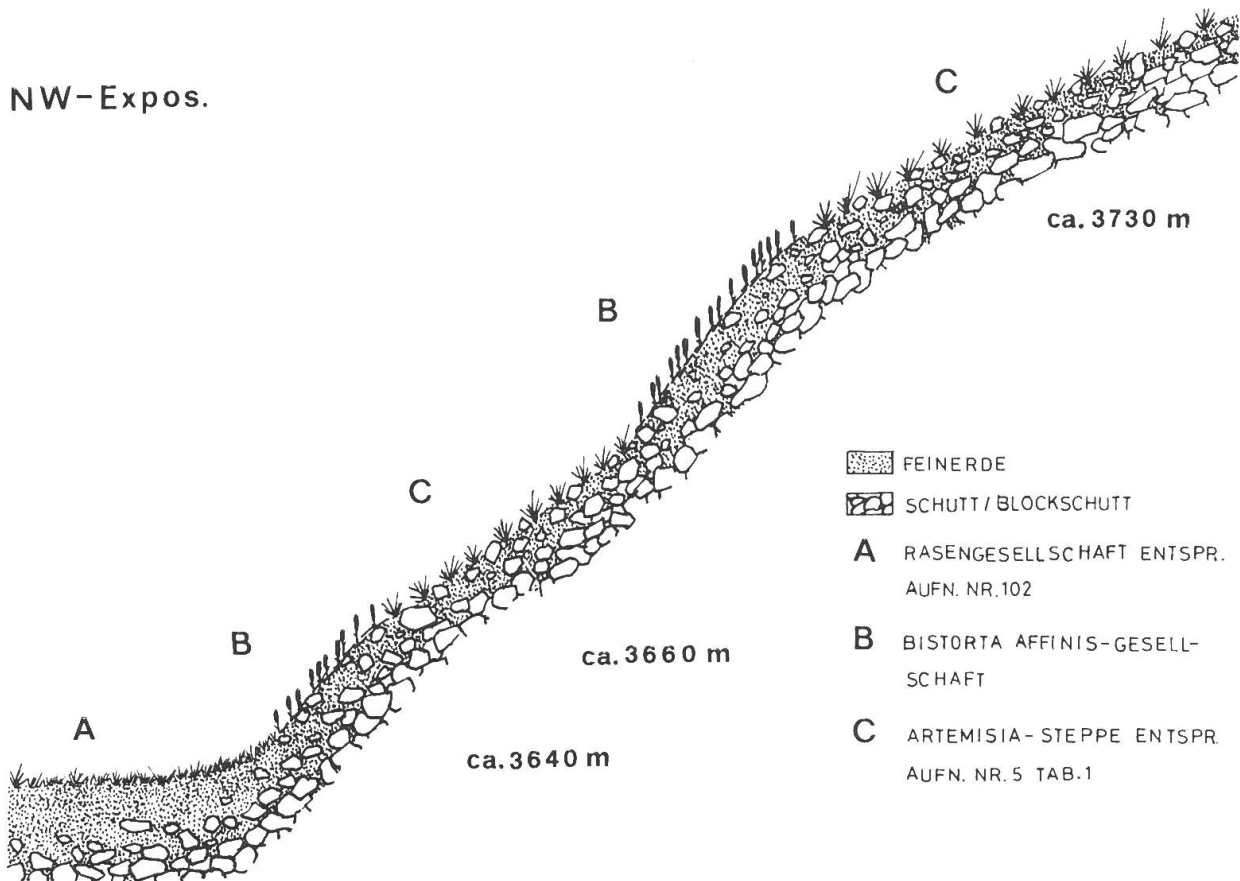 NW-Expos.
C
ca. 3730 m
B
C
ca. 3660 m
B
ca. 3640 m
A
FEINERDE
SCHUTT/BLOCKSCHUTT
A RASENGESELLSCHAFT ENTSPR.
AUFN. NR. 102
B BISTORTA AFFINIS-GESELL-
SCHAFT
C ARTEMISIA-STEPPE ENTSPR.
AUFN. NR. 5 TAB. 1